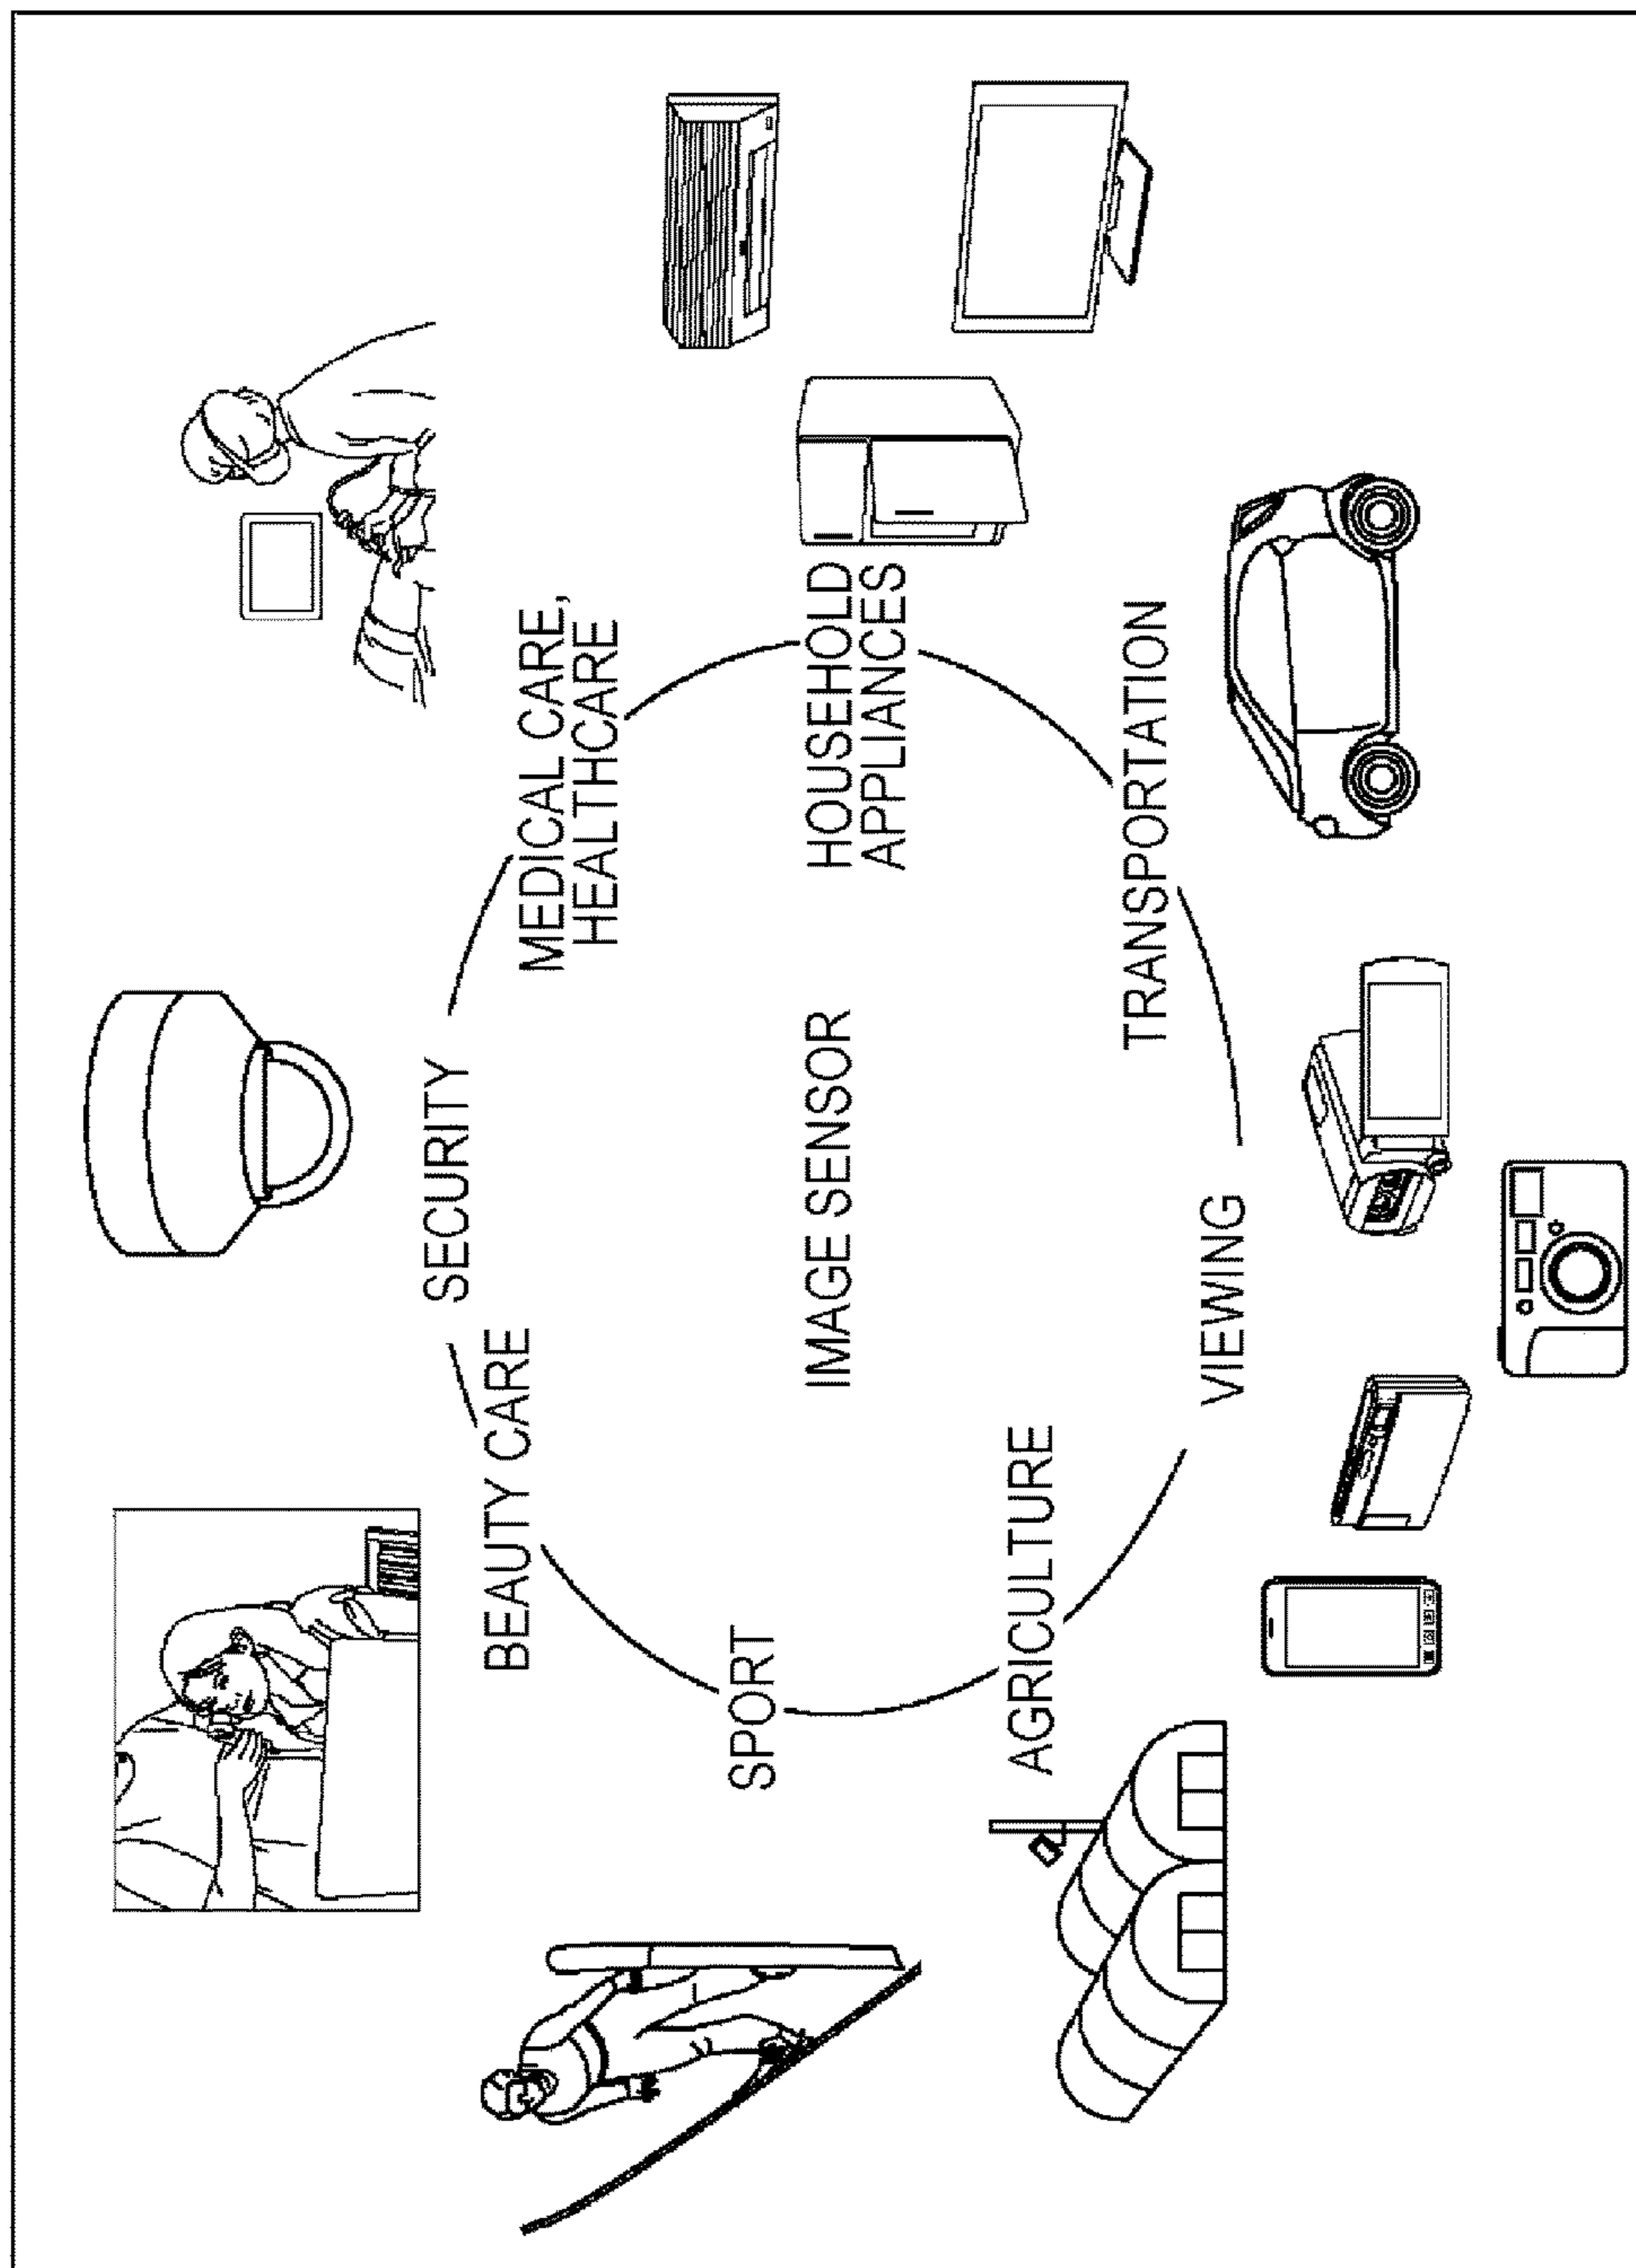 SECURITY
BEAUTY CARE
MEDICAL CARE,
HEALTHCARE
SPORT
IMAGE SENSOR
HOUSEHOLD
APPLIANCES
AGRICULTURE
TRANSPORTATION
VIEWING